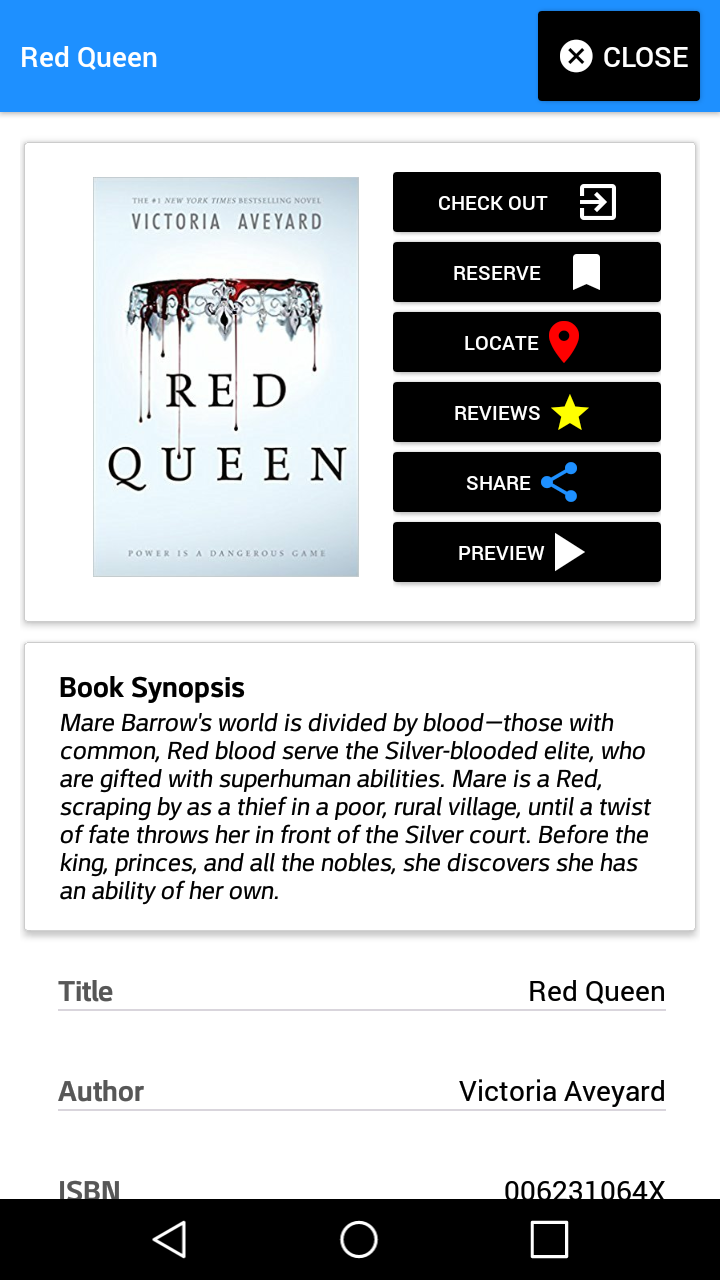 Red Queen
CLOSE
THE #1 NEW YORK TIMES BESTSELLING NOVEL
VICTORIA AVEYARD
RED
QUEEN
POWER IS A DANGEROUS GAME
CHECK OUT
RESERVE
LOCATE
REVIEWS
SHARE
PREVIEW
Book Synopsis
Mare Barrow's world is divided by blood—those with
common, Red blood serve the Silver-blooded elite, who
are gifted with superhuman abilities. Mare is a Red,
scraping by as a thief in a poor, rural village, until a twist
of fate throws her in front of the Silver court. Before the
king, princes, and all the nobles, she discovers she has
an ability of her own.
Title Red Queen
Author Victoria Aveyard
ISBN 006231064X